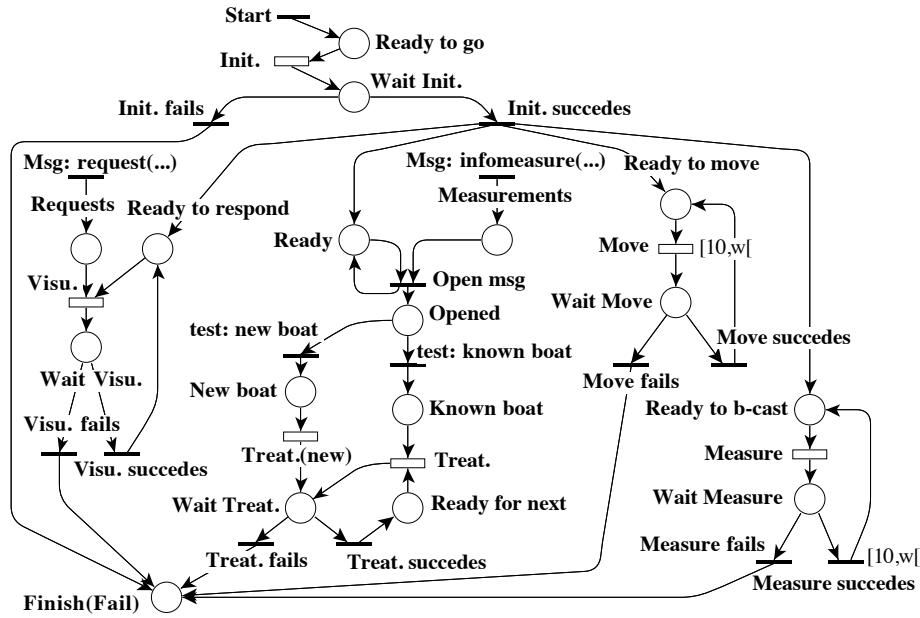 Start
Ready to go
Init.
Wait Init.
Init. fails
Init. succedes
Msg: request(...)
Msg: infomeasure(...)
Ready to move
Requests
Ready to respond
Measurements
Ready
Move
[10,w[
Visu.
Open msg
Wait Move
Opened
test: new boat
Move succedes
test: known boat
Wait Visu.
Move fails
New boat
Known boat
Ready to b-cast
Visu. fails
Treat.(new)
Treat.
Measure
Visu. succedes
Wait Treat.
Ready for next
Wait Measure
Measure fails
Treat. fails
Treat. succedes
[10,w[
Measure succedes
Finish(Fail)